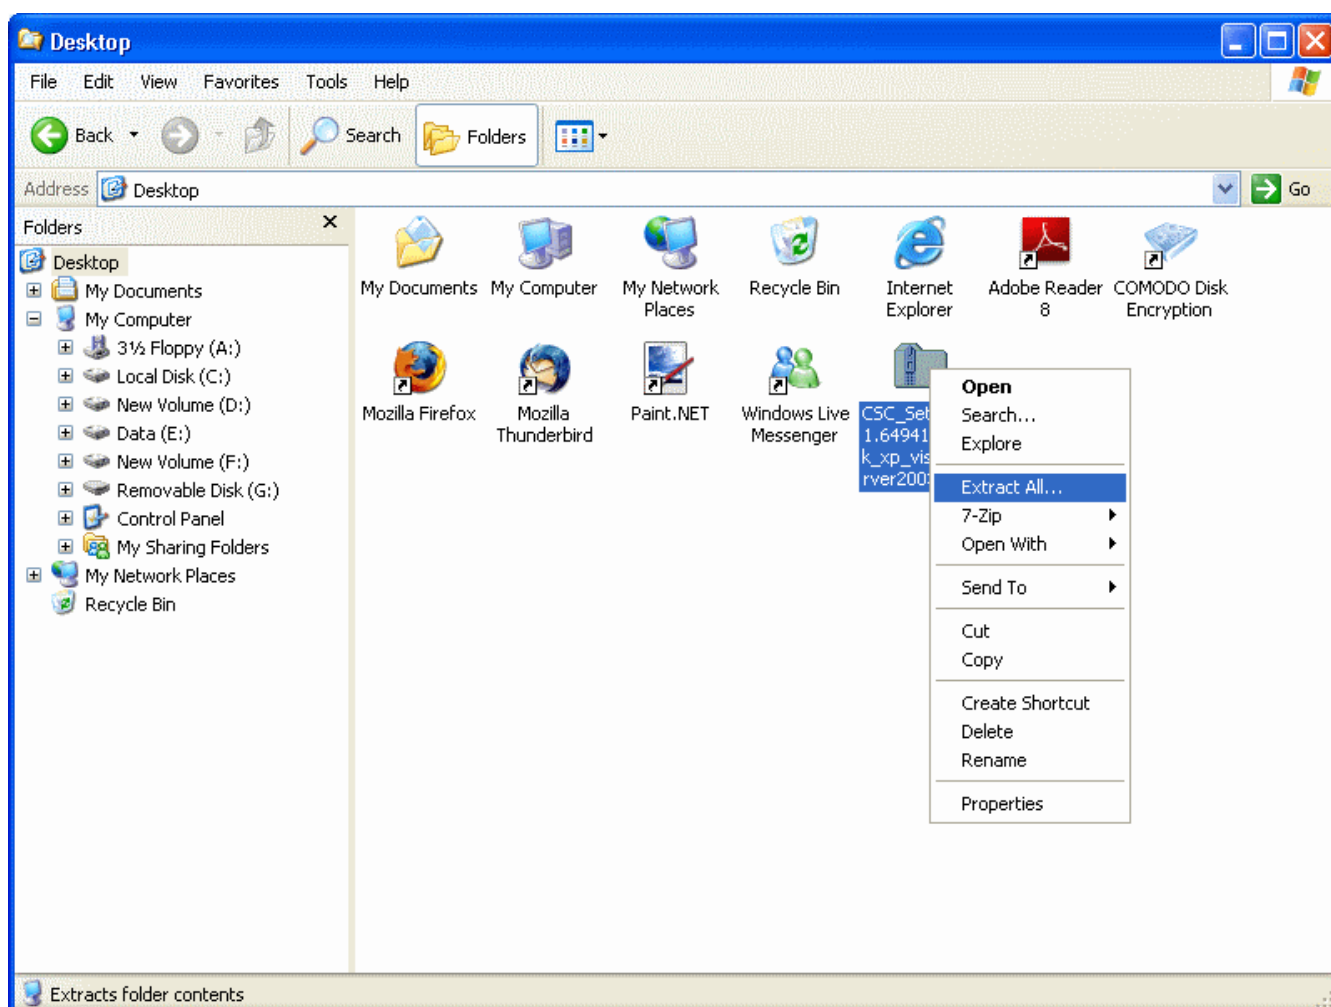 Desktop
File Edit View Favorites Tools Help
Back Search Folders
Address Desktop Go
Folders
Desktop
My Documents
My Computer
3½ Floppy (A:)
Local Disk (C:)
New Volume (D:)
Data (E:)
New Volume (F:)
Removable Disk (G:)
Control Panel
My Sharing Folders
My Network Places
Recycle Bin
My Documents
My Computer
My Network
Places
Recycle Bin
Internet
Explorer
Adobe Reader
8
COMODO Disk
Encryption
Mozilla Firefox
Mozilla
Thunderbird
Paint.NET
Windows Live
Messenger
CSC_Set
1.64941
k_xp_vis
rver200
Open
Search...
Explore
Extract All...
7-Zip
Open With
Send To
Cut
Copy
Create Shortcut
Delete
Rename
Properties
Extracts folder contents